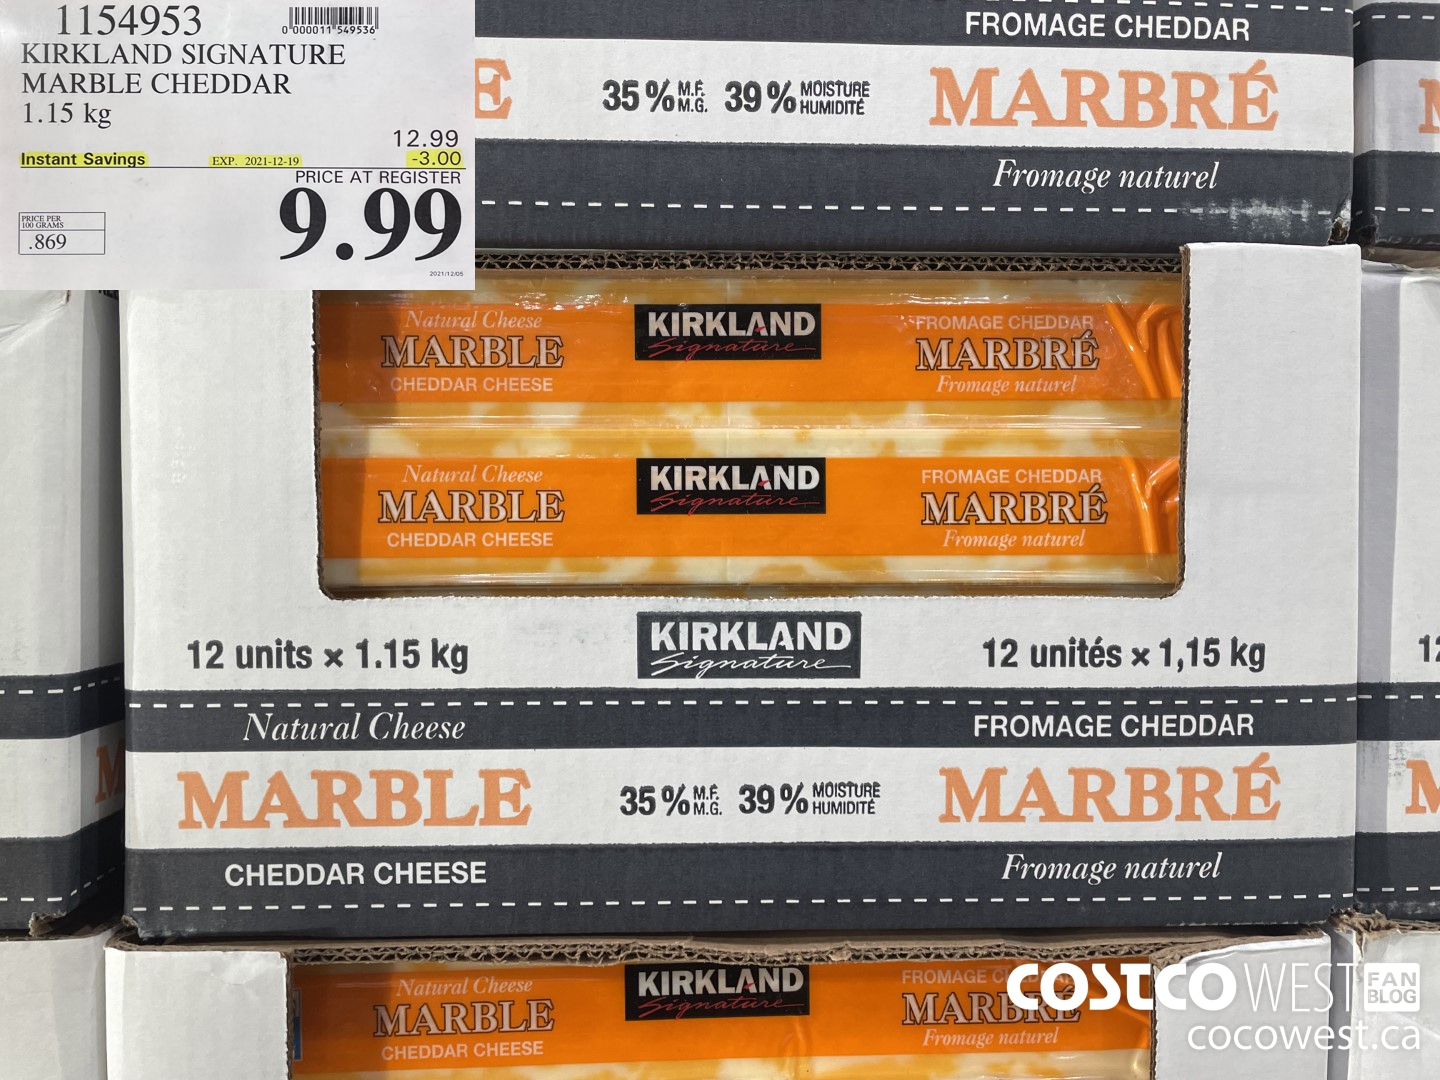 1154953
0 000011 549536
KIRKLAND SIGNATURE
MARBLE CHEDDAR
1.15 kg
12.99
Instant Savings EXP. 2021-12-19 -3.00
PRICE AT REGISTER
9.99
PRICE PER
100 GRAMS
.869
2021/12/05
FROMAGE CHEDDAR
E 35% M.F. M.G. 39% MOISTURE HUMIDITÉ MARBRÉ
Fromage naturel
Natural Cheese
MARBLE
CHEDDAR CHEESE
KIRKLAND
Signature
FROMAGE CHEDDAR
MARBRÉ
Fromage naturel
Natural Cheese
MARBLE
CHEDDAR CHEESE
KIRKLAND
Signature
FROMAGE CHEDDAR
MARBRÉ
Fromage naturel
12 units × 1.15 kg
KIRKLAND
Signature
12 unités × 1,15 kg
Natural Cheese
FROMAGE CHEDDAR
MARBLE
35% M.F. M.G. 39% MOISTURE HUMIDITÉ
MARBRÉ
CHEDDAR CHEESE
Fromage naturel
12
M
M
Natural Cheese
MARBLE
CHEDDAR CHEESE
KIRKLAND
Signature
FROMAGE CHEDDAR
MARBRÉ
Fromage naturel
COSTCO WEST FAN BLOG
cocowest.ca